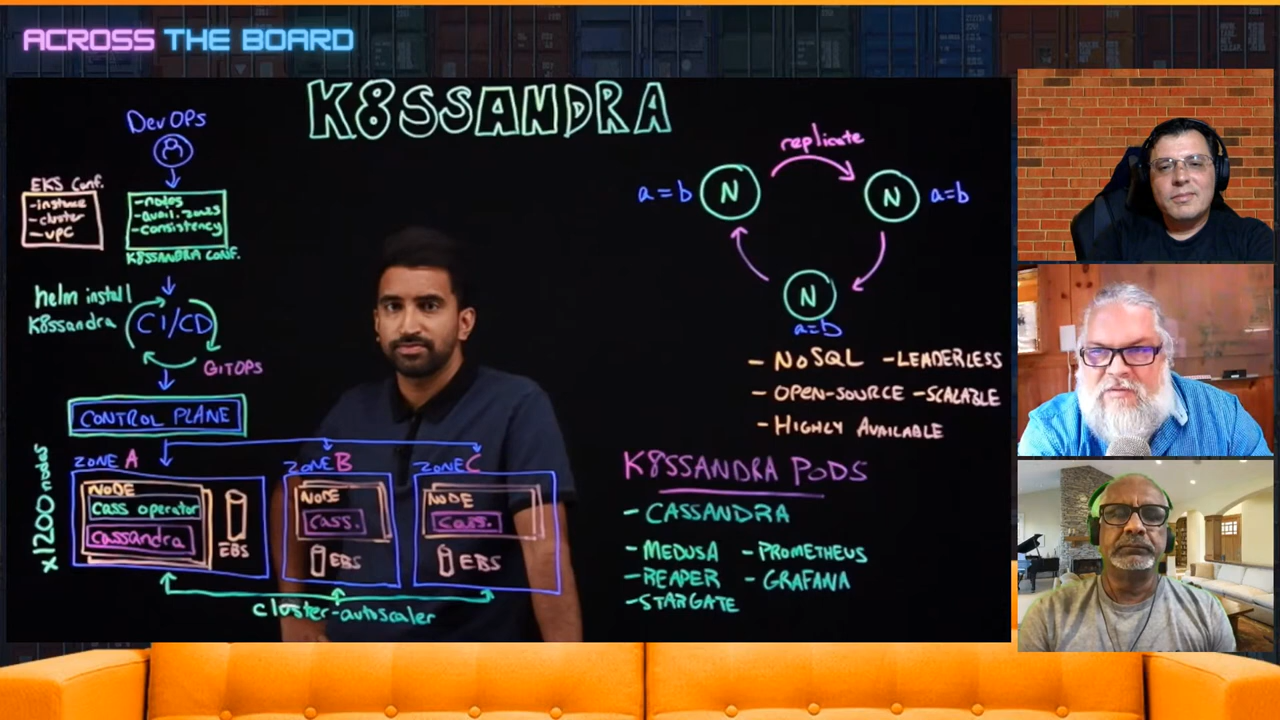 ACROSS THE BOARD
K8SSANDRA
DevOPs
EKS Conf.
-instance
-cluster
-VPC
-nodes
-avail. zones
-consistency
K8SSANDRA CONF.
helm install
K8ssandra
CI/CD
GitOPs
CONTROL PLANE
x1200 nodes
ZONE A
NODE
Cass operator
cassandra
EBS
ZONE B
NODE
Cass.
EBS
ZONE C
NODE
Cass.
EBS
cluster-autoscaler
replicate
a=b
N
N
a=b
N
a=b
- NoSQL - LEADERLESS
- OPEN-SOURCE - SCALABLE
- HIGHLY AVAILABLE
K8SSANDRA PODS
- CASSANDRA
- MEDUSA - PROMETHEUS
- REAPER - GRAFANA
- STARGATE